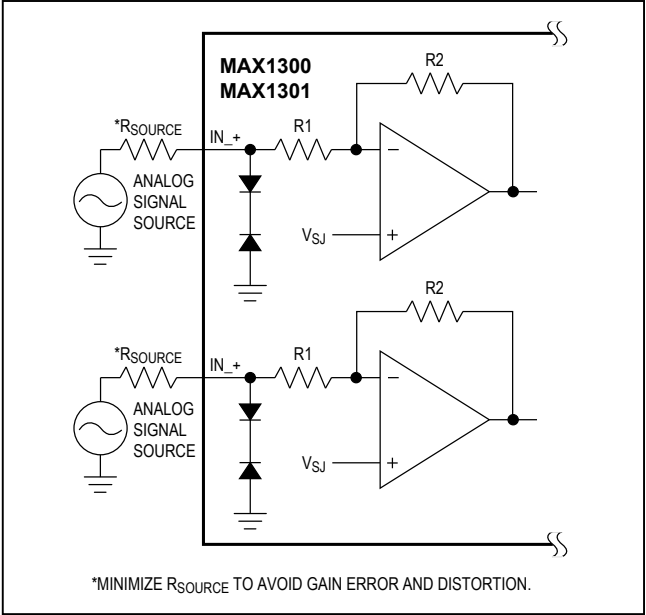 MAX1300
MAX1301
R2
*RSOURCE
IN_+
R1
ANALOG
SIGNAL
SOURCE
−
VSJ
+
R2
*RSOURCE
IN_+
R1
ANALOG
SIGNAL
SOURCE
−
VSJ
+
*MINIMIZE RSOURCE TO AVOID GAIN ERROR AND DISTORTION.